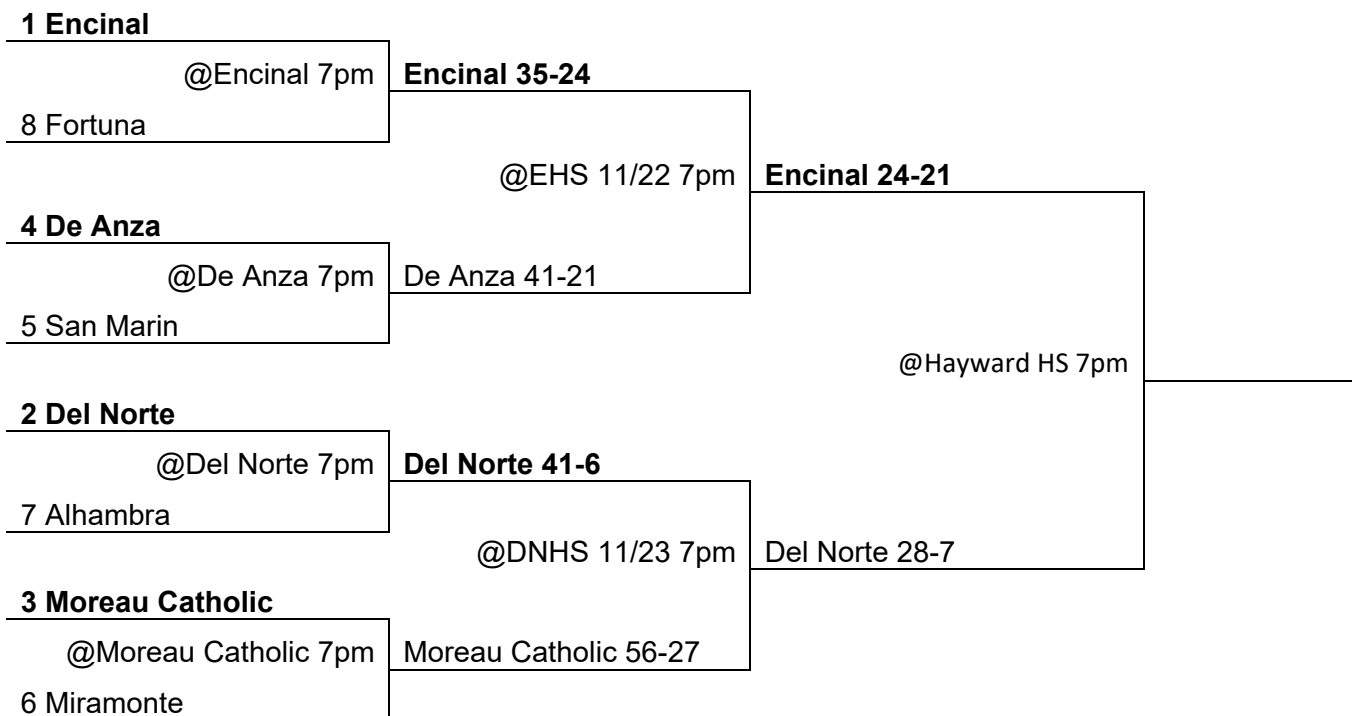 1 Encinal
@Encinal 7pm
Encinal 35-24
8 Fortuna
@EHS 11/22 7pm
Encinal 24-21
4 De Anza
@De Anza 7pm
De Anza 41-21
5 San Marin
@Hayward HS 7pm
2 Del Norte
@Del Norte 7pm
Del Norte 41-6
7 Alhambra
@DNHS 11/23 7pm
Del Norte 28-7
3 Moreau Catholic
@Moreau Catholic 7pm
Moreau Catholic 56-27
6 Miramonte